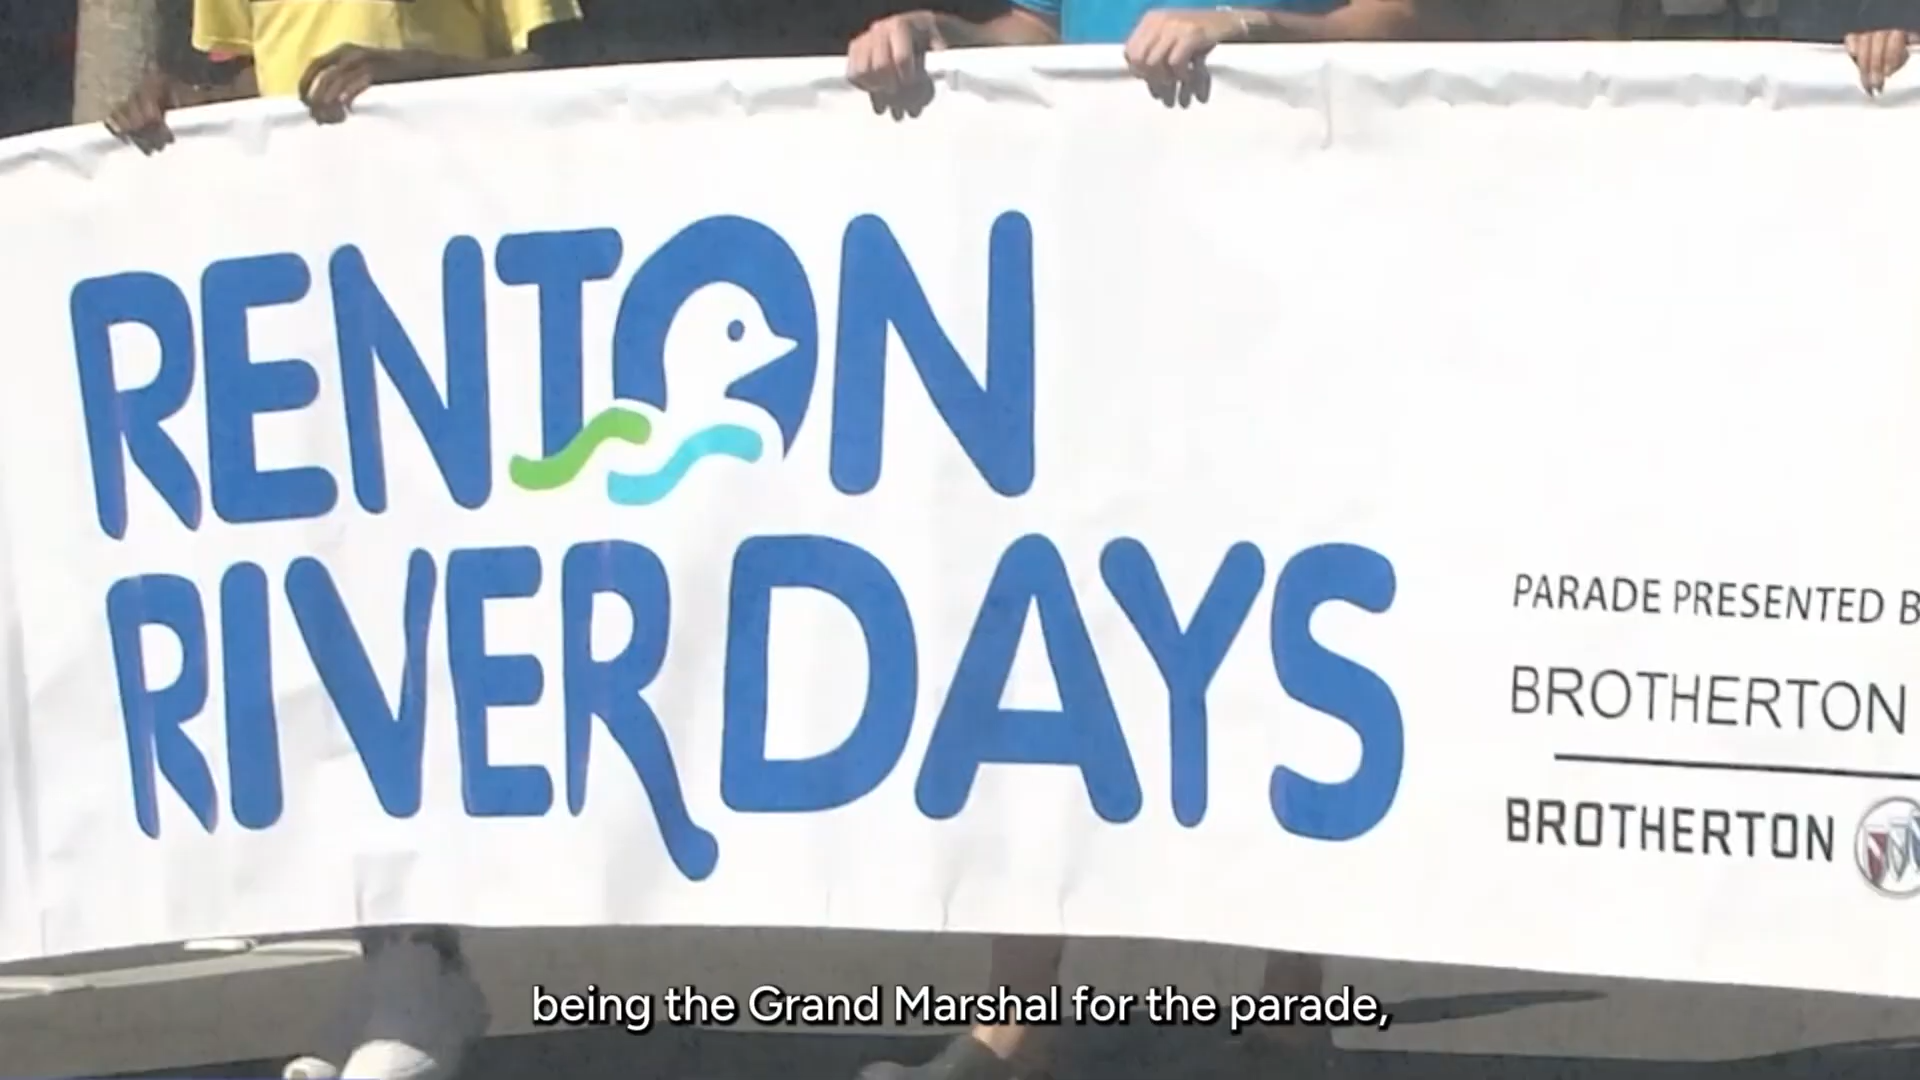 RENTON
RIVER DAYS
PARADE PRESENTED B
BROTHERTON
BROTHERTON
being the Grand Marshal for the parade,